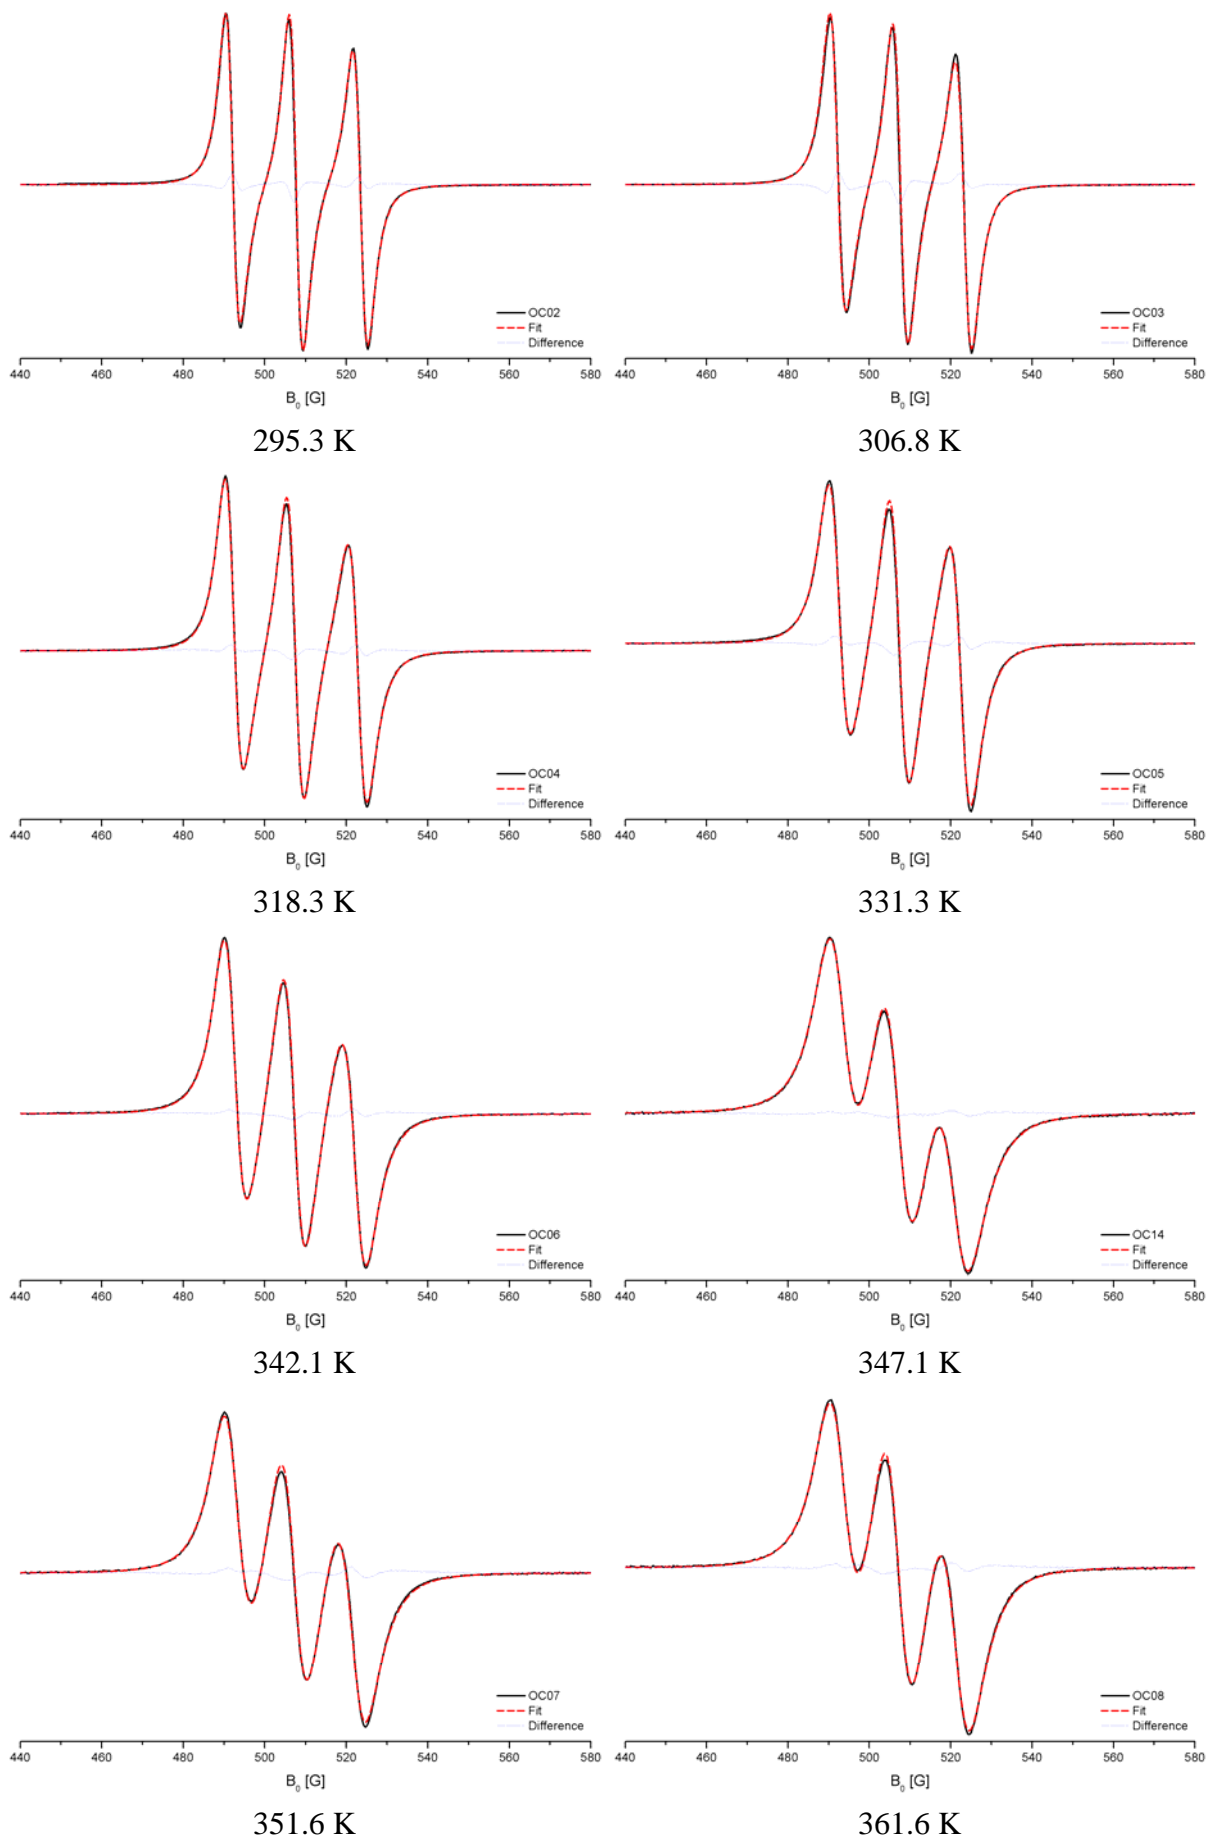 OC02
Fit
Difference
440 460 480 500 520 540 560 580
B₀ [G]
295.3 K
OC03
Fit
Difference
440 460 480 500 520 540 560 580
B₀ [G]
306.8 K
OC04
Fit
Difference
440 460 480 500 520 540 560 580
B₀ [G]
318.3 K
OC05
Fit
Difference
440 460 480 500 520 540 560 580
B₀ [G]
331.3 K
OC06
Fit
Difference
440 460 480 500 520 540 560 580
B₀ [G]
342.1 K
OC14
Fit
Difference
440 460 480 500 520 540 560 580
B₀ [G]
347.1 K
OC07
Fit
Difference
440 460 480 500 520 540 560 580
B₀ [G]
351.6 K
OC08
Fit
Difference
440 460 480 500 520 540 560 580
B₀ [G]
361.6 K